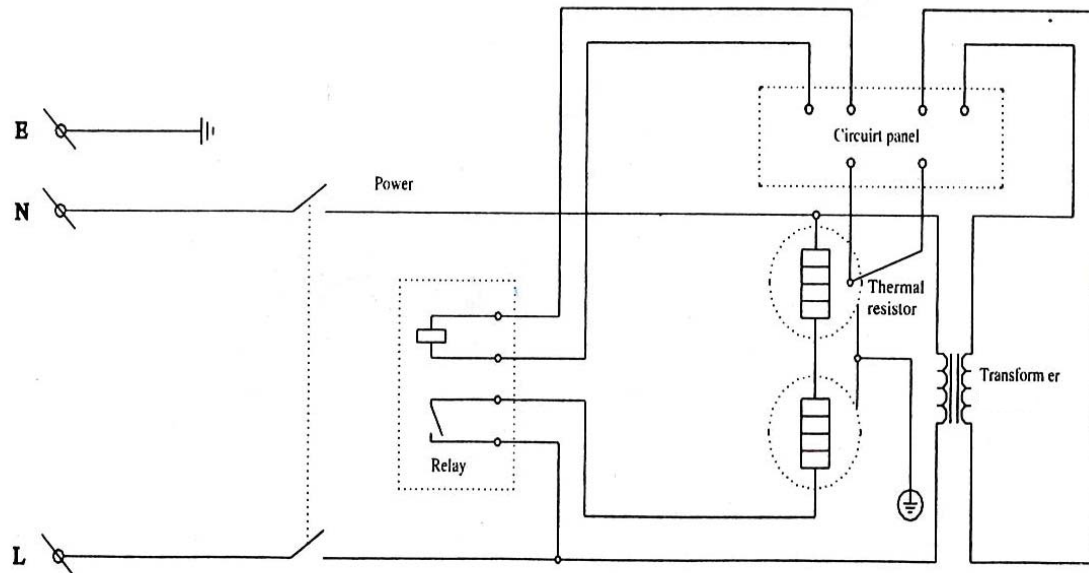 E
Circuirt panel
N
Power
Thermal
resistor
Transform er
Relay
L